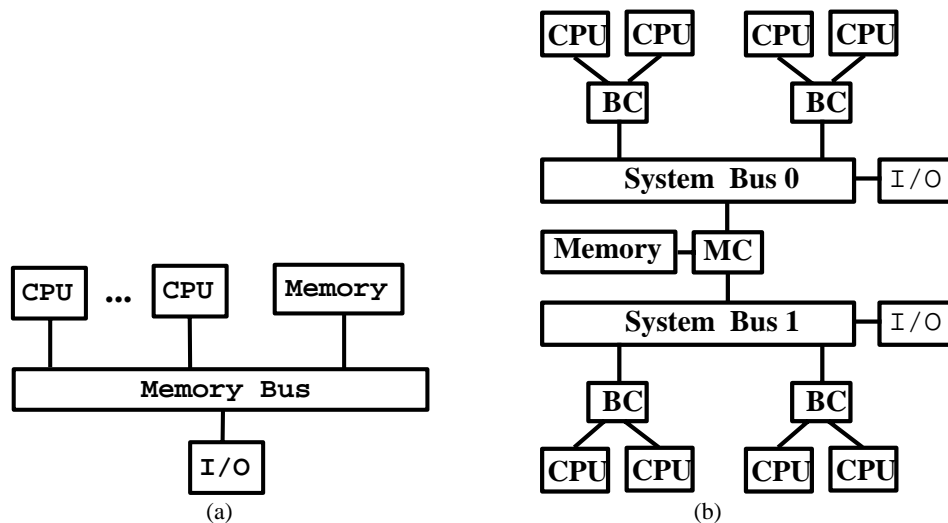 CPU ... CPU Memory
Memory Bus
I/O
(a)
CPU CPU CPU CPU
BC BC
System Bus 0 I/O
Memory MC
System Bus 1 I/O
BC BC
CPU CPU CPU CPU
(b)